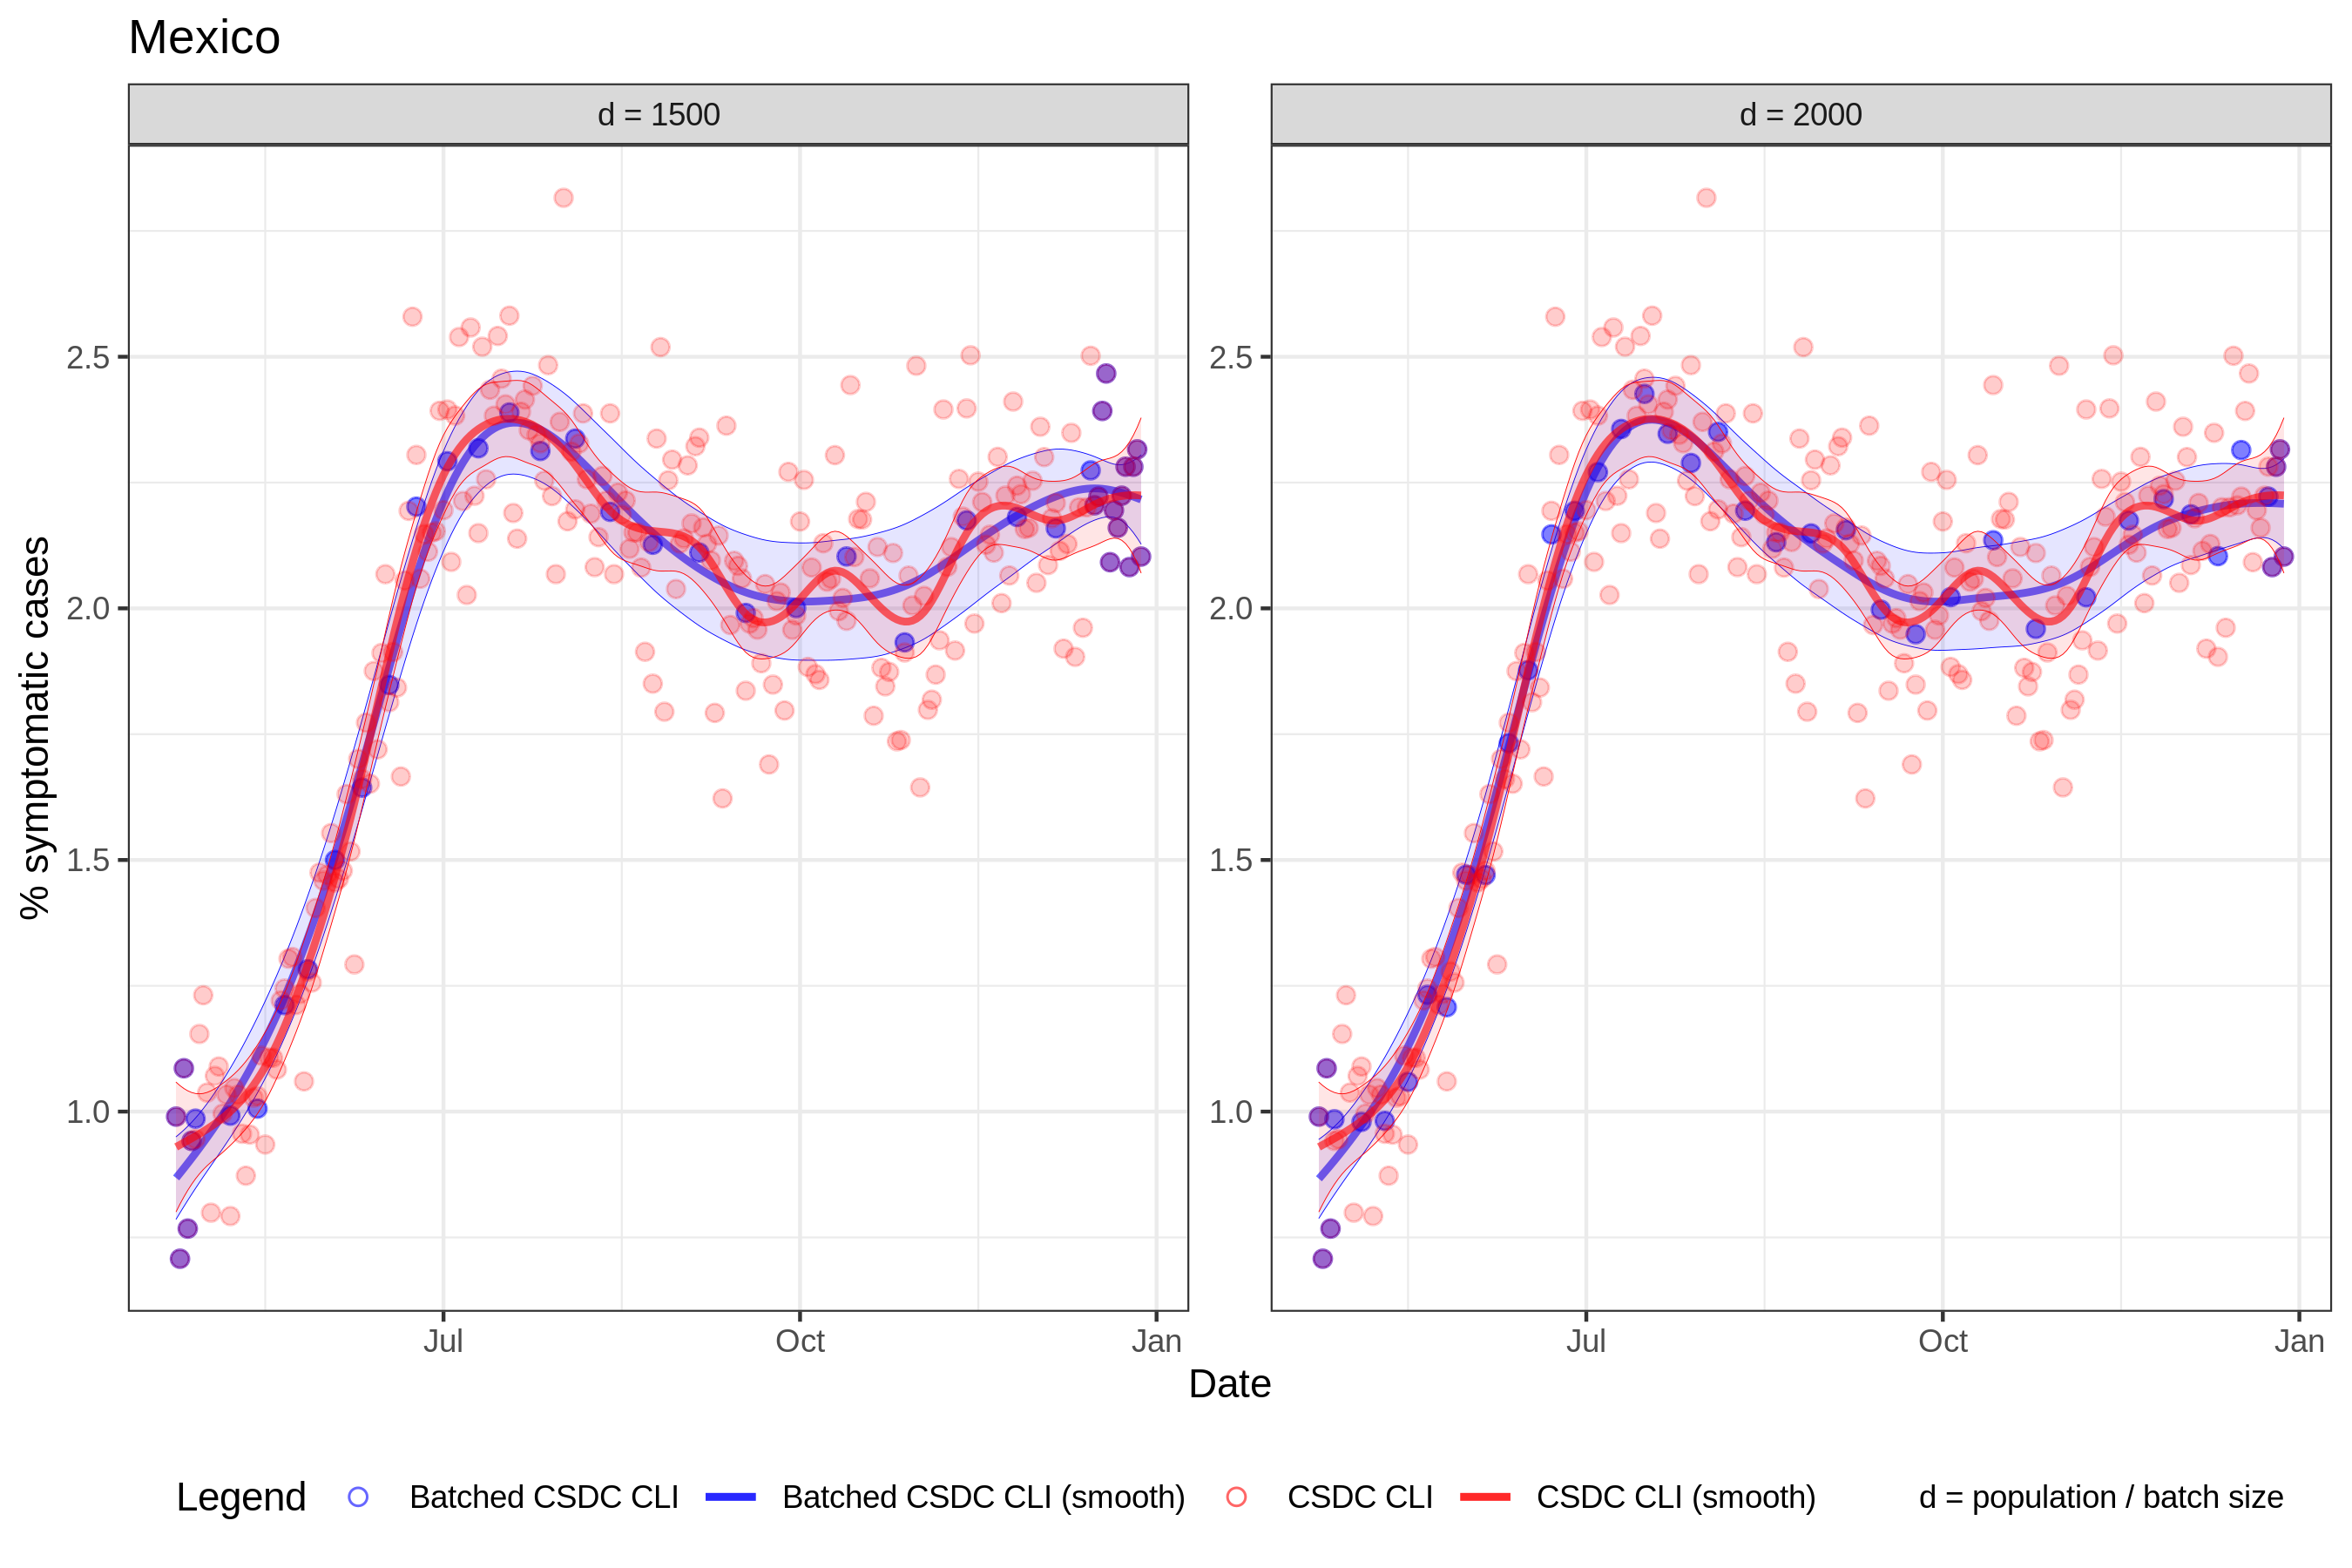 Mexico
d = 1500
d = 2000
% symptomatic cases
2.5
2.0
1.5
1.0
2.5
2.0
1.5
1.0
Jul
Oct
Jan
Jul
Oct
Jan
Date
Legend
Batched CSDC CLI
Batched CSDC CLI (smooth)
CSDC CLI
CSDC CLI (smooth)
d = population / batch size